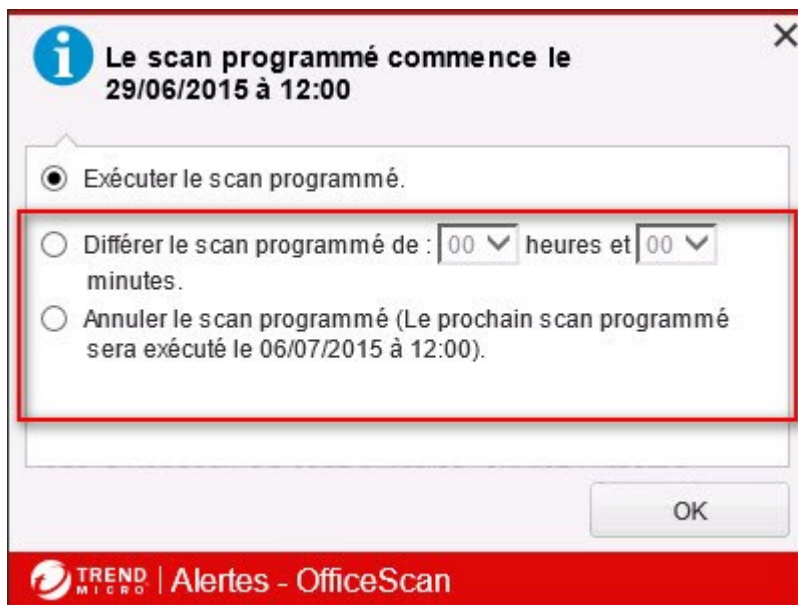 Le scan programmé commence le
29/06/2015 à 12:00
Exécuter le scan programmé.
Différer le scan programmé de : 00 heures et 00
minutes.
Annuler le scan programmé (Le prochain scan programmé
sera exécuté le 06/07/2015 à 12:00).
OK
TREND MICRO | Alertes - OfficeScan